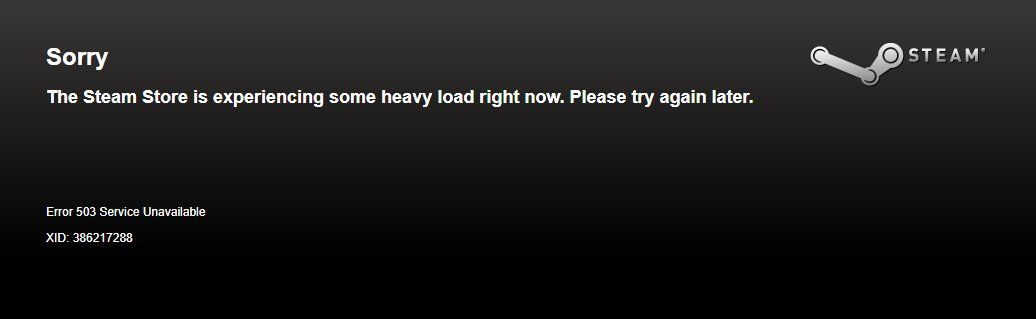 Sorry
STEAM®
The Steam Store is experiencing some heavy load right now. Please try again later.
Error 503 Service Unavailable
XID: 386217288